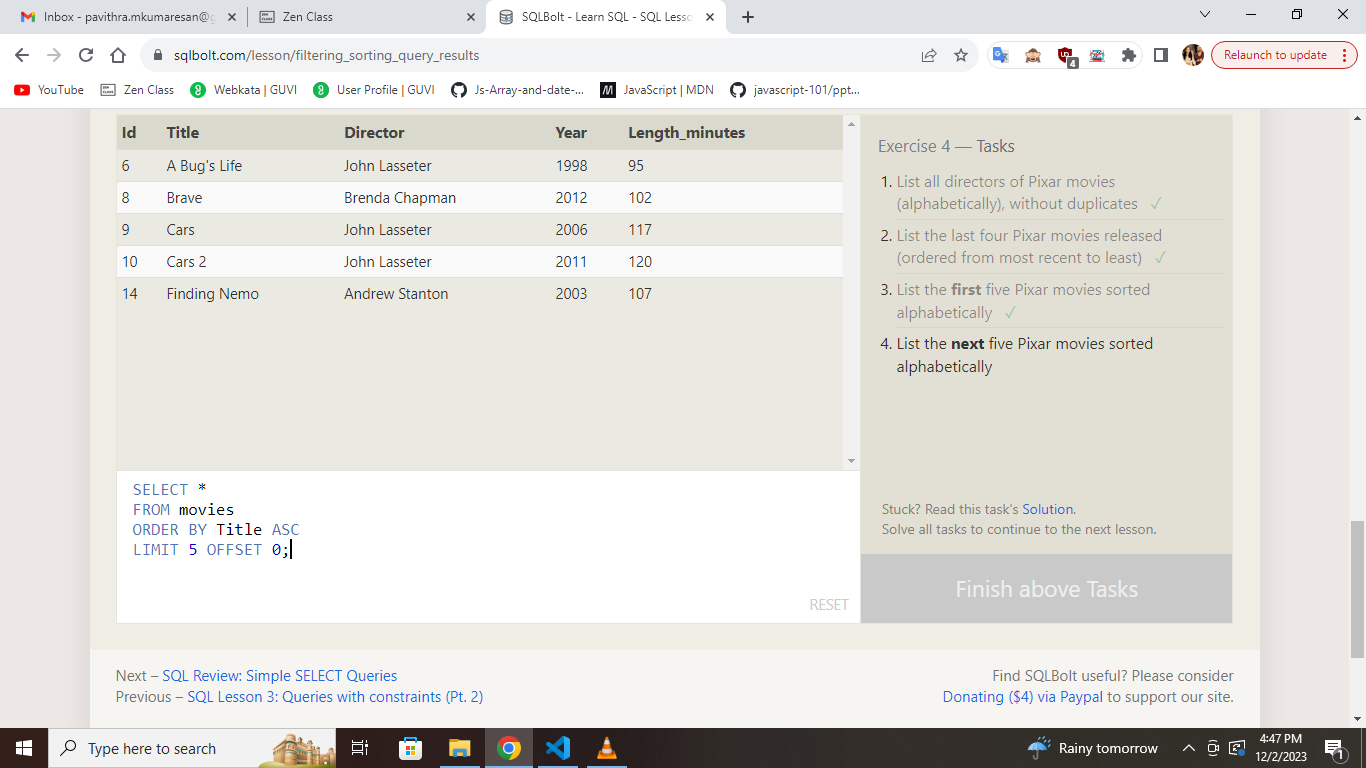 Inbox - pavithra.mkumaresan@g
Zen Class
SQLBolt - Learn SQL - SQL Lesso
sqlbolt.com/lesson/filtering_sorting_query_results
4
Relaunch to update
YouTube
Zen Class
Webkata | GUVI
User Profile | GUVI
Js-Array-and-date-...
JavaScript | MDN
javascript-101/ppt...
Id Title Director Year Length_minutes
6 A Bug's Life John Lasseter 1998 95
8 Brave Brenda Chapman 2012 102
9 Cars John Lasseter 2006 117
10 Cars 2 John Lasseter 2011 120
14 Finding Nemo Andrew Stanton 2003 107
SELECT *
FROM movies
ORDER BY Title ASC
LIMIT 5 OFFSET 0;
RESET
Exercise 4 — Tasks
1. List all directors of Pixar movies
(alphabetically), without duplicates ✓
2. List the last four Pixar movies released
(ordered from most recent to least) ✓
3. List the first five Pixar movies sorted
alphabetically ✓
4. List the next five Pixar movies sorted
alphabetically
Stuck? Read this task's Solution.
Solve all tasks to continue to the next lesson.
Finish above Tasks
Next – SQL Review: Simple SELECT Queries
Previous – SQL Lesson 3: Queries with constraints (Pt. 2)
Find SQLBolt useful? Please consider
Donating ($4) via Paypal to support our site.
Type here to search
Rainy tomorrow
4:47 PM
12/2/2023
1